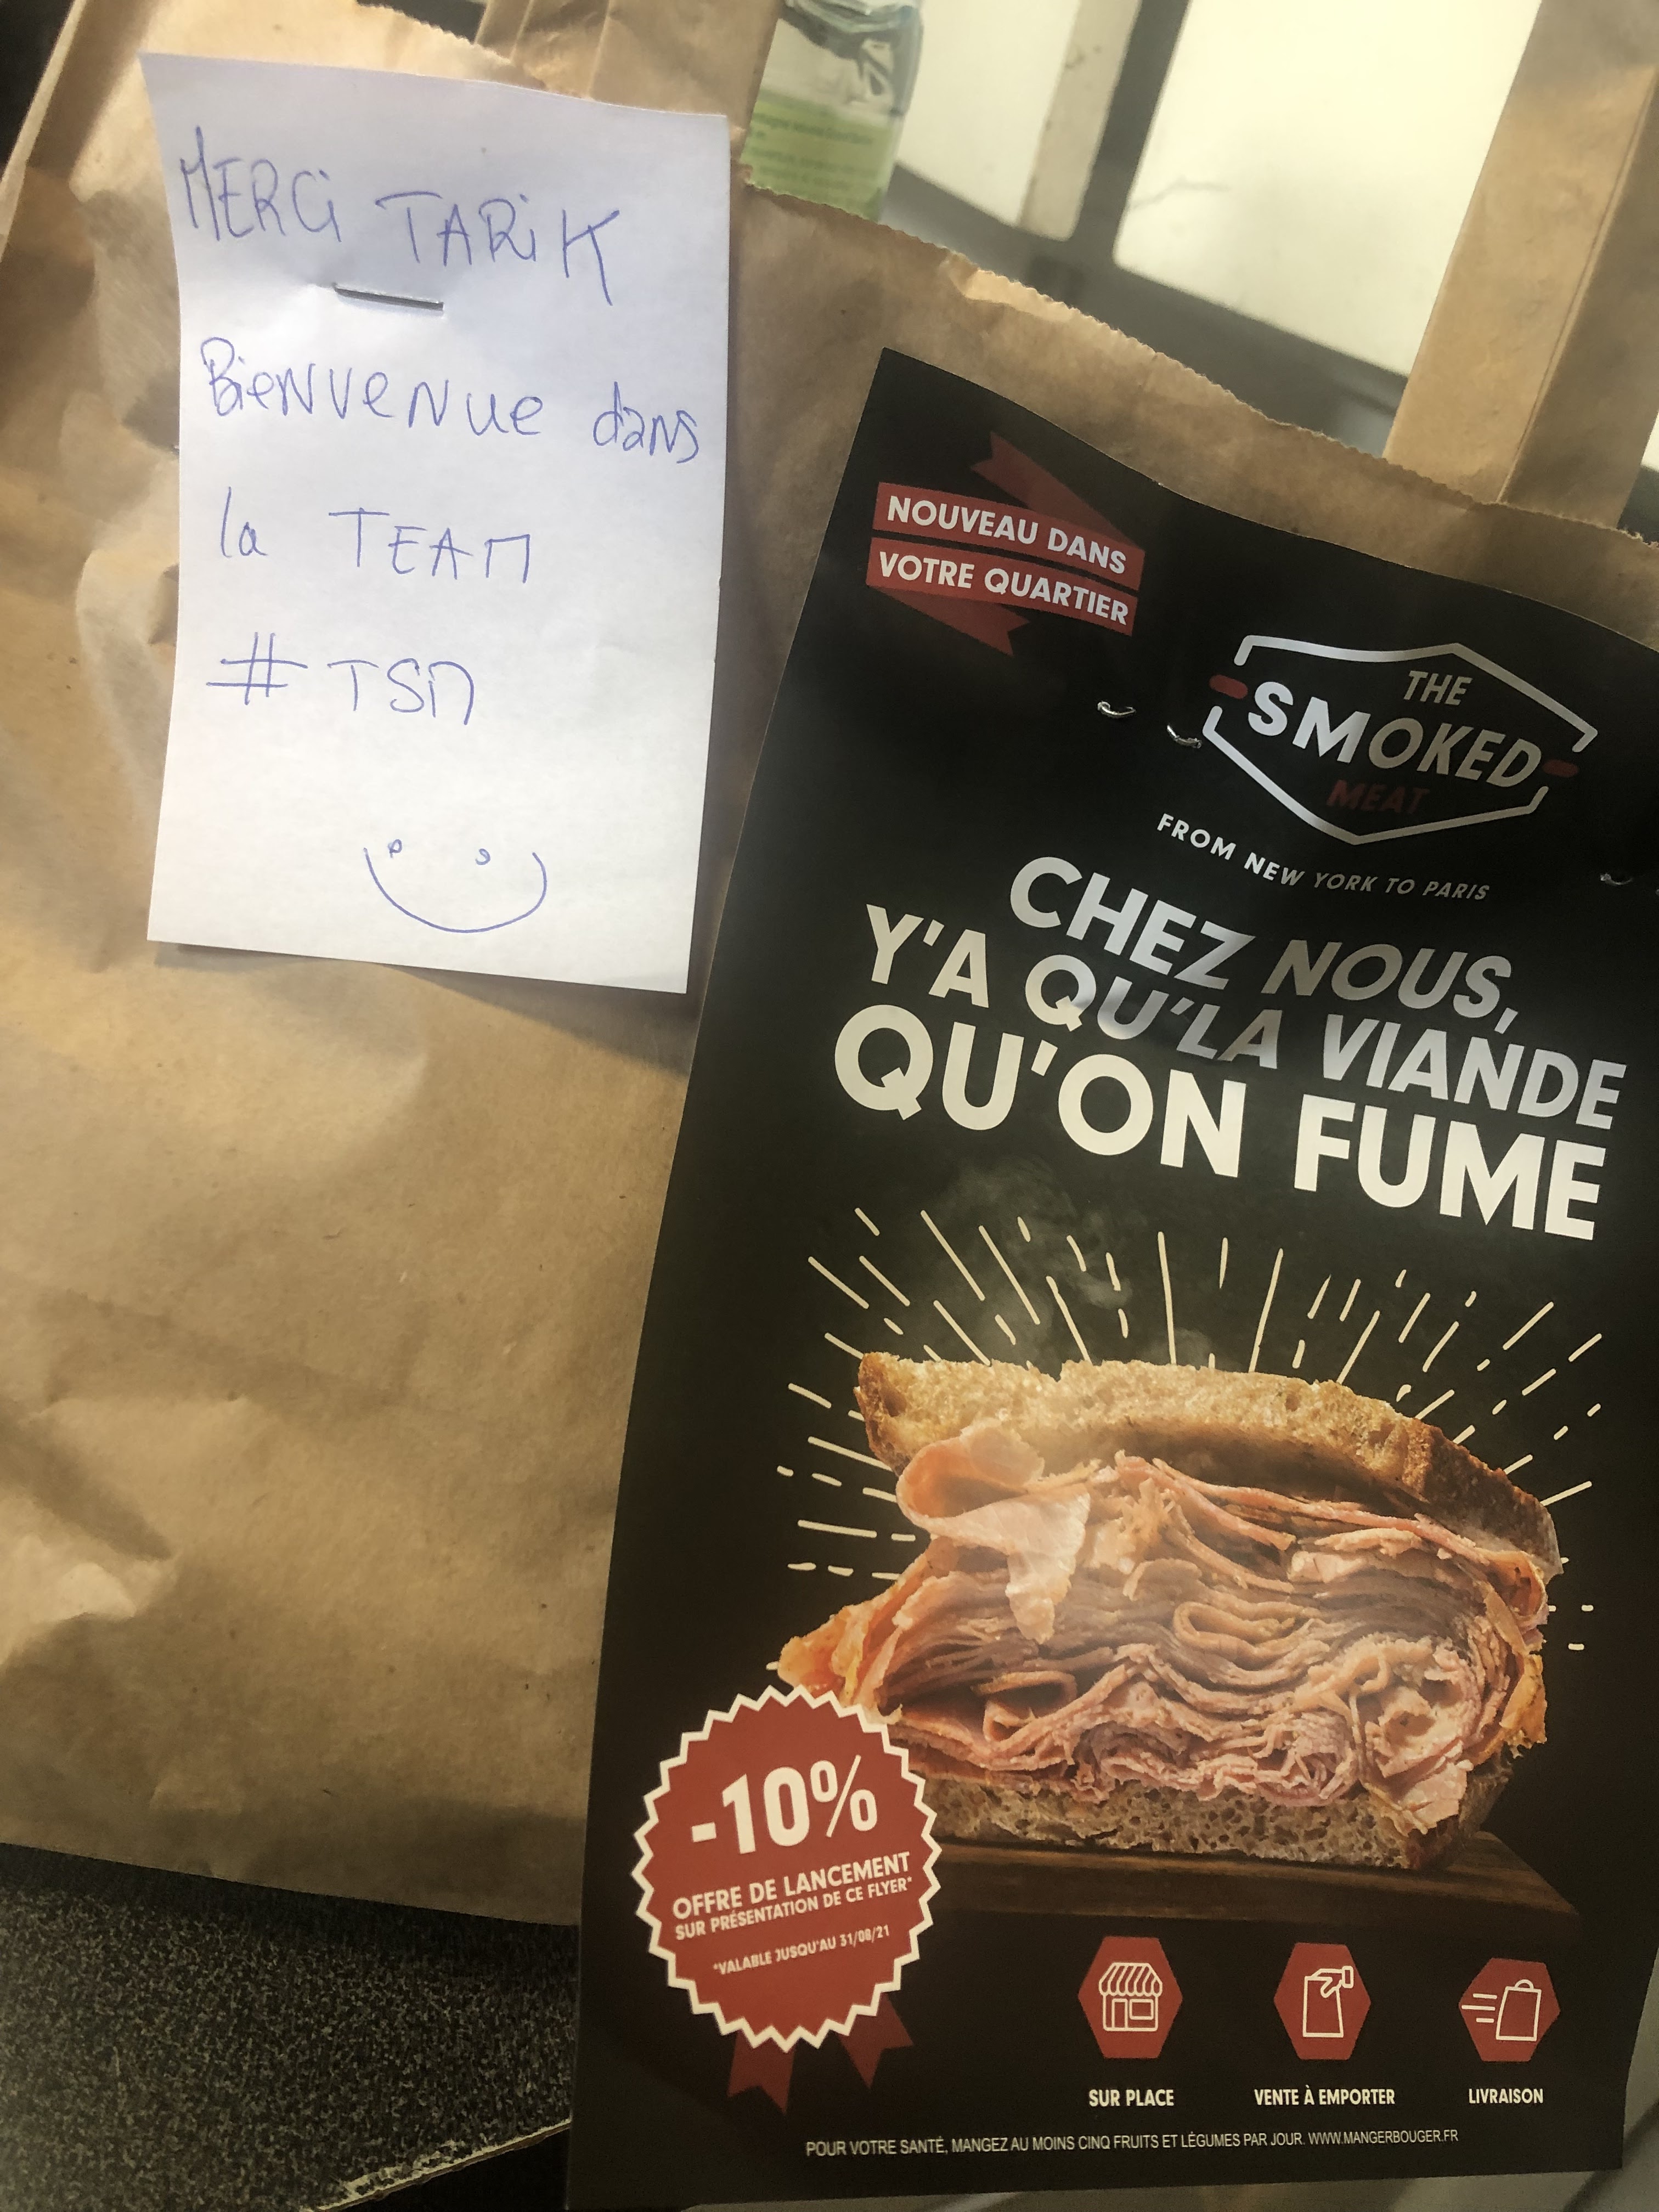 MERCi TARiK
BieNVeNue dans
la TEAM
#TSM
NOUVEAU DANS
VOTRE QUARTIER
THE
SMOKED
MEAT
FROM NEW YORK TO PARIS
CHEZ NOUS,
Y'A QU'LA VIANDE
QU'ON FUME
-10%
OFFRE DE LANCEMENT
SUR PRÉSENTATION DE CE FLYER*
*VALABLE JUSQU'AU 31/08/21
SUR PLACE
VENTE À EMPORTER
LIVRAISON
POUR VOTRE SANTÉ, MANGEZ AU MOINS CINQ FRUITS ET LÉGUMES PAR JOUR. WWW.MANGERBOUGER.FR